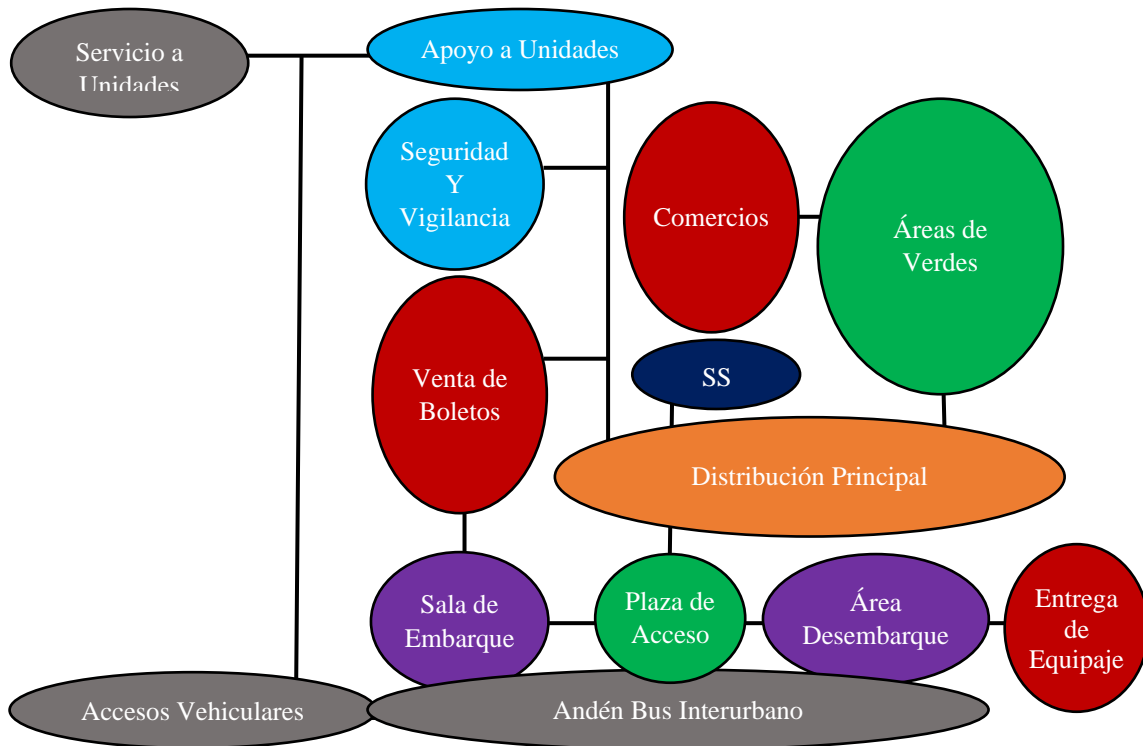 Servicio a
Unidades
Apoyo a Unidades
Seguridad
Y
Vigilancia
Comercios
Áreas de
Verdes
Venta de
Boletos
SS
Distribución Principal
Sala de
Embarque
Plaza de
Acceso
Área
Desembarque
Entrega
de
Equipaje
Accesos Vehiculares
Andén Bus Interurbano